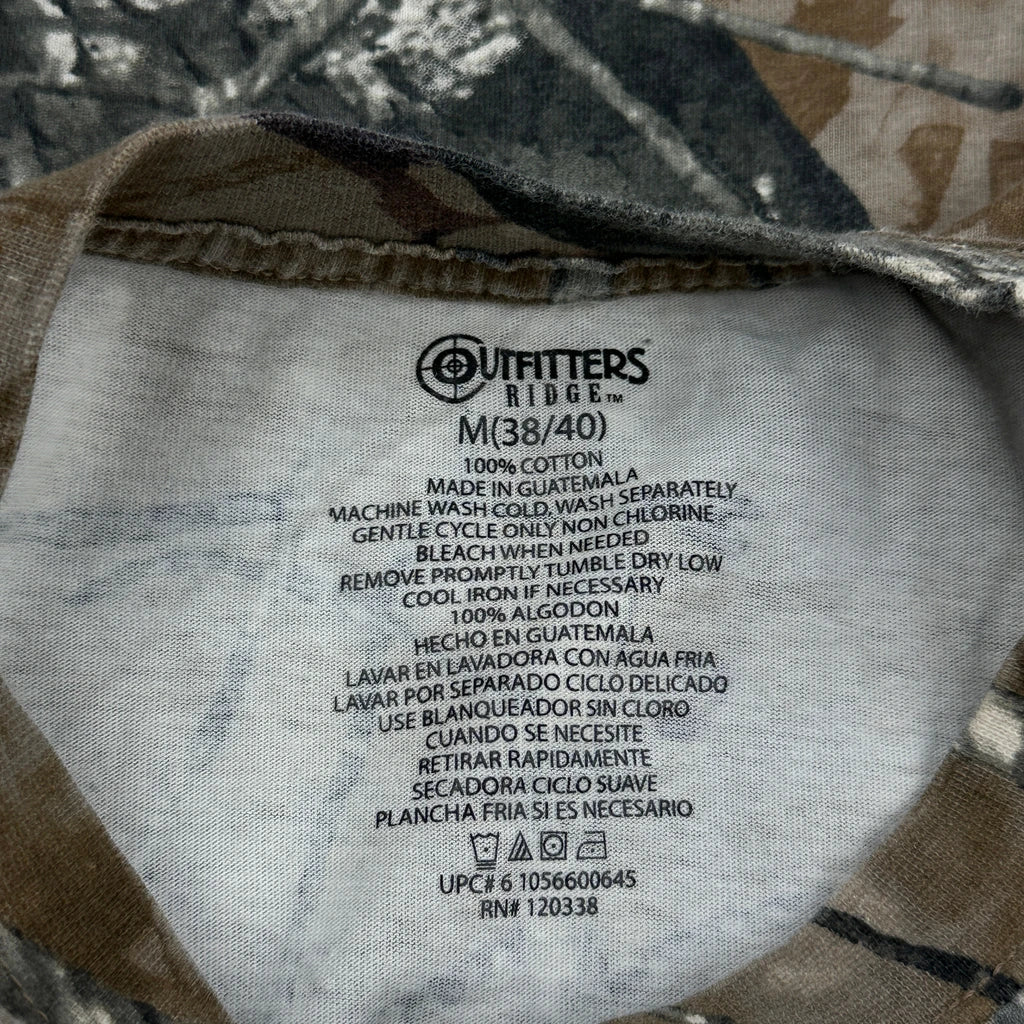 OUTFITTERS
RIDGE™
M(38/40)
100% COTTON
MADE IN GUATEMALA
MACHINE WASH COLD, WASH SEPARATELY
GENTLE CYCLE ONLY NON CHLORINE
BLEACH WHEN NEEDED
REMOVE PROMPTLY TUMBLE DRY LOW
COOL IRON IF NECESSARY
100% ALGODON
HECHO EN GUATEMALA
LAVAR EN LAVADORA CON AGUA FRIA
LAVAR POR SEPARADO CICLO DELICADO
USE BLANQUEADOR SIN CLORO
CUANDO SE NECESITE
RETIRAR RAPIDAMENTE
SECADORA CICLO SUAVE
PLANCHA FRIA SI ES NECESARIO
UPC# 6 1056600645
RN# 120338